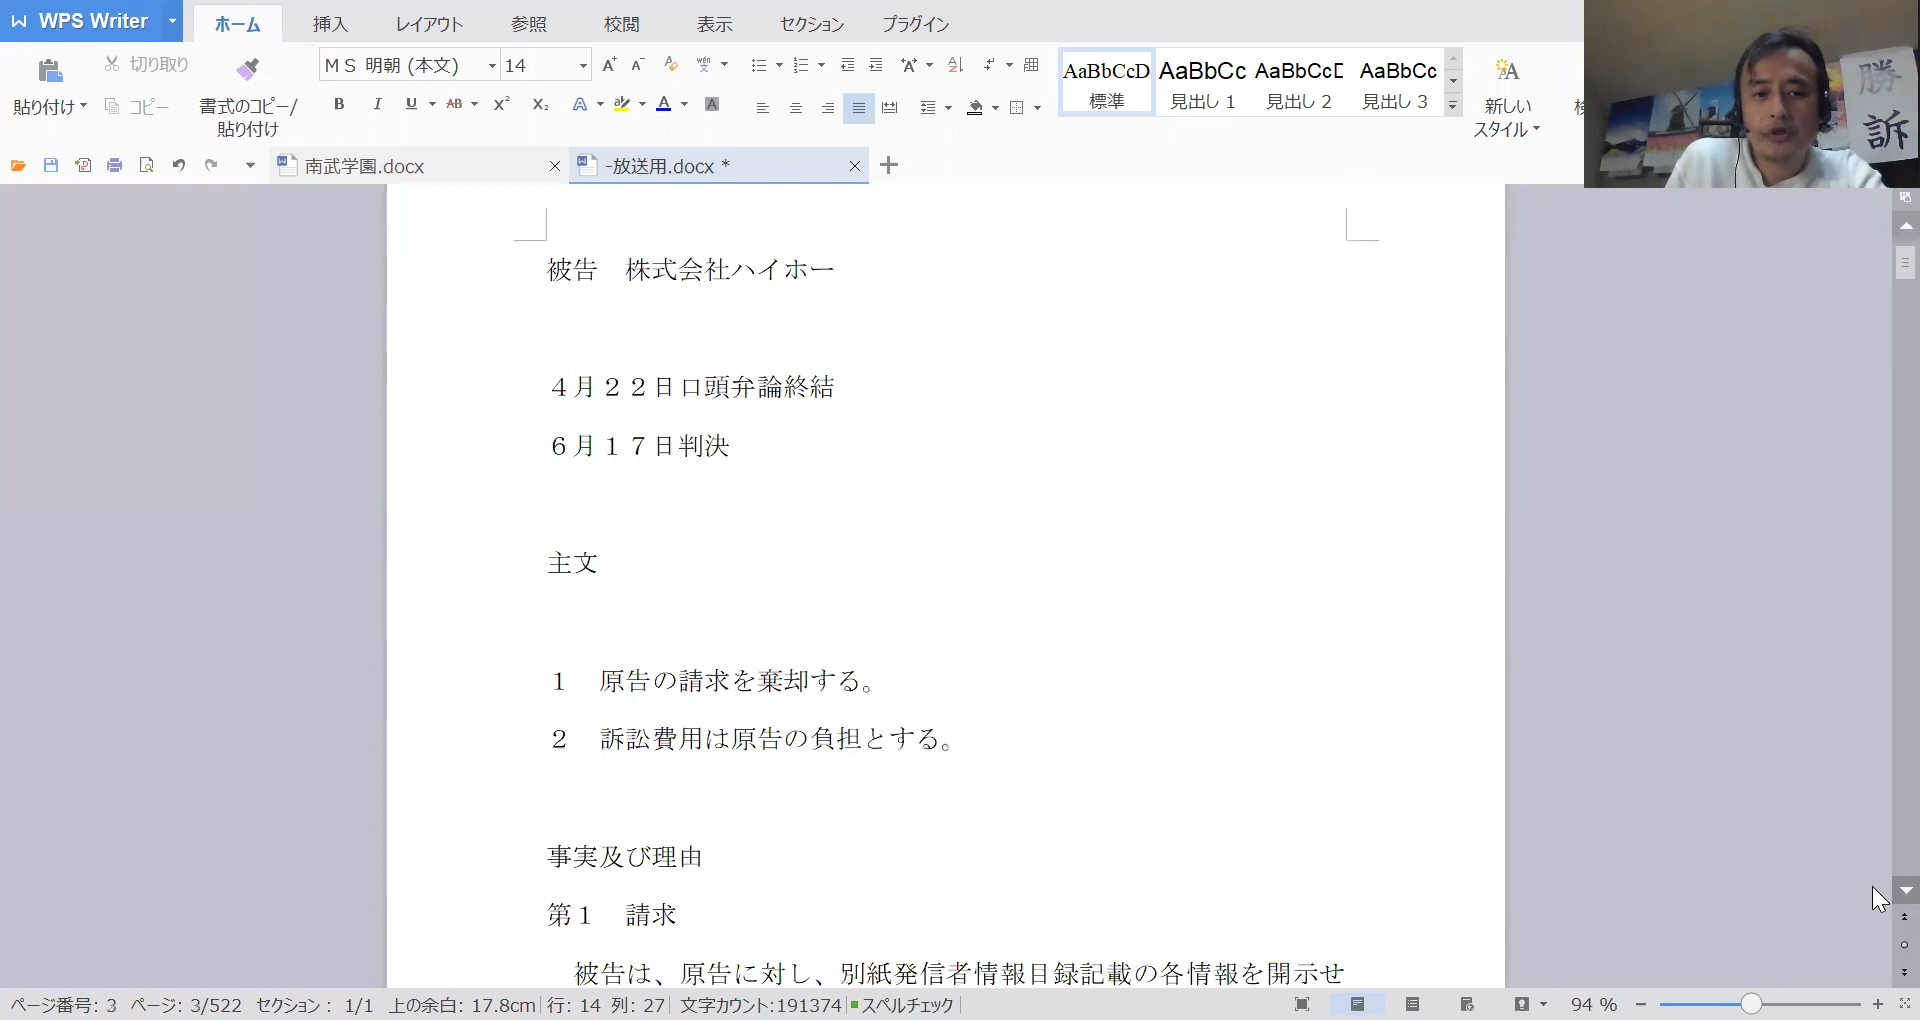 WPS Writer
ホーム 挿入 レイアウト 参照 校閲 表示 セクション プラグイン
貼り付け 切り取り コピー 書式のコピー/貼り付け
ＭＳ 明朝 (本文) 14
AaBbCcD AaBbCc AaBbCcD AaBbCc
標準 見出し 1 見出し 2 見出し 3
新しいスタイル
南武学園.docx -放送用.docx *
勝
訴
被告　株式会社ハイホー
４月２２日口頭弁論終結
６月１７日判決
主文
１　原告の請求を棄却する。
２　訴訟費用は原告の負担とする。
事実及び理由
第１　請求
被告は、原告に対し、別紙発信者情報目録記載の各情報を開示せ
ページ番号: 3 ページ: 3/522 セクション: 1/1 上の余白: 17.8cm 行: 14 列: 27 文字カウント:191374 スペルチェック 94 %